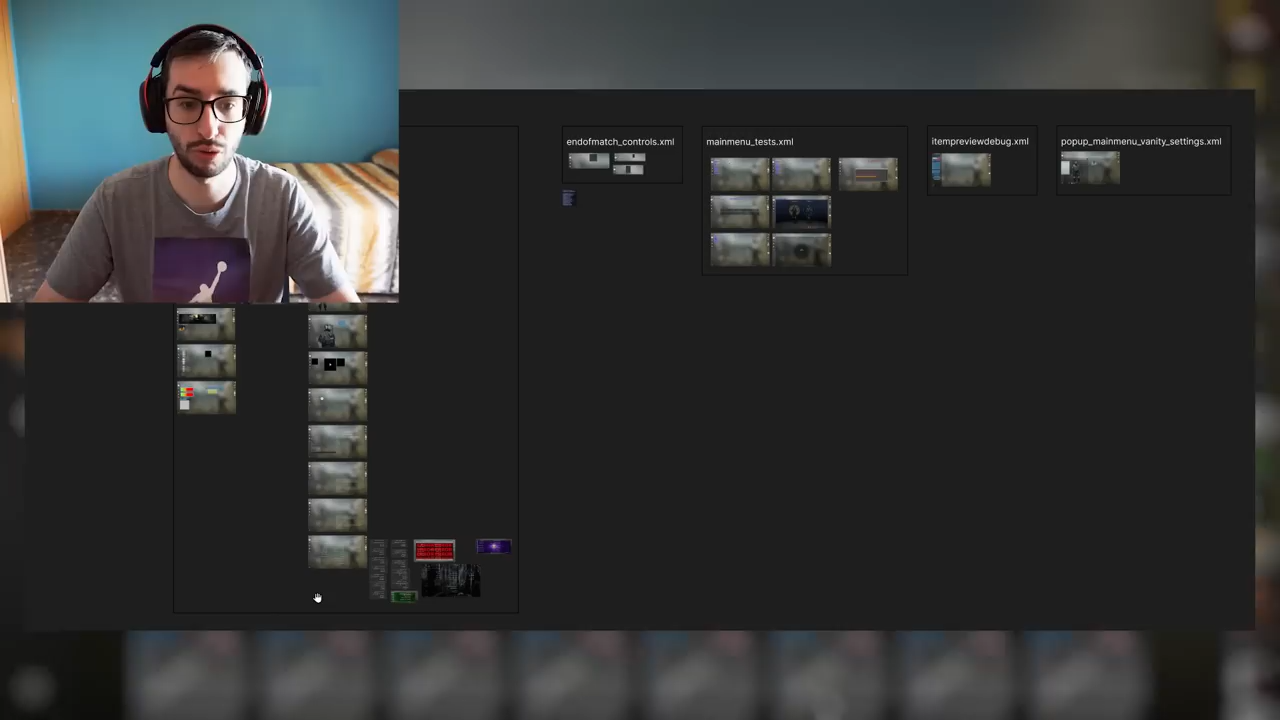 endofmatch_controls.xml
mainmenu_tests.xml
itempreviewdebug.xml
popup_mainmenu_vanity_settings.xml